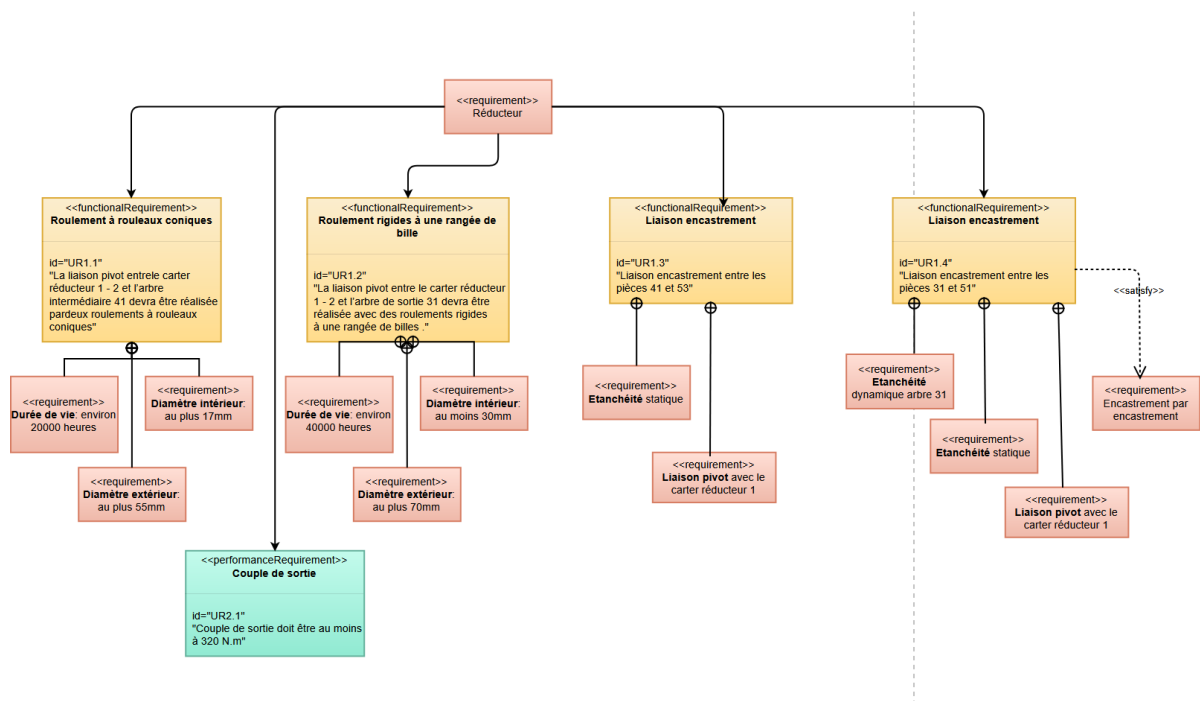 <<requirement>>
Réducteur
<<functionalRequirement>>
Roulement à rouleaux coniques
id="UR1.1"
"La liaison pivot entrele carter
réducteur 1 - 2 et l'arbre
intermédiaire 41 devra être réalisée
pardeux roulements à rouleaux
coniques"
<<functionalRequirement>>
Roulement rigides à une rangée de
bille
id="UR1.2"
"La liaison pivot entre le carter réducteur
1 - 2 et l'arbre de sortie 31 devra être
réalisée avec des roulements rigides
à une rangée de billes ."
<<functionalRequirement>>
Liaison encastrement
id="UR1.3"
"Liaison encastrement entre les
pièces 41 et 53"
<<functionalRequirement>>
Liaison encastrement
id="UR1.4"
"Liaison encastrement entre les
pièces 31 et 51"
<<satisfy>>
<<requirement>>
Durée de vie: environ
20000 heures
<<requirement>>
Diamètre intérieur:
au plus 17mm
<<requirement>>
Diamètre extérieur:
au plus 55mm
<<requirement>>
Durée de vie: environ
40000 heures
<<requirement>>
Diamètre intérieur:
au moins 30mm
<<requirement>>
Diamètre extérieur:
au plus 70mm
<<requirement>>
Etanchéité statique
<<requirement>>
Liaison pivot avec le
carter réducteur 1
<<requirement>>
Etanchéité
dynamique arbre 31
<<requirement>>
Etanchéité statique
<<requirement>>
Liaison pivot avec le
carter réducteur 1
<<requirement>>
Encastrement par
encastrement
<<performanceRequirement>>
Couple de sortie
id="UR2.1"
"Couple de sortie doit être au moins
à 320 N.m"